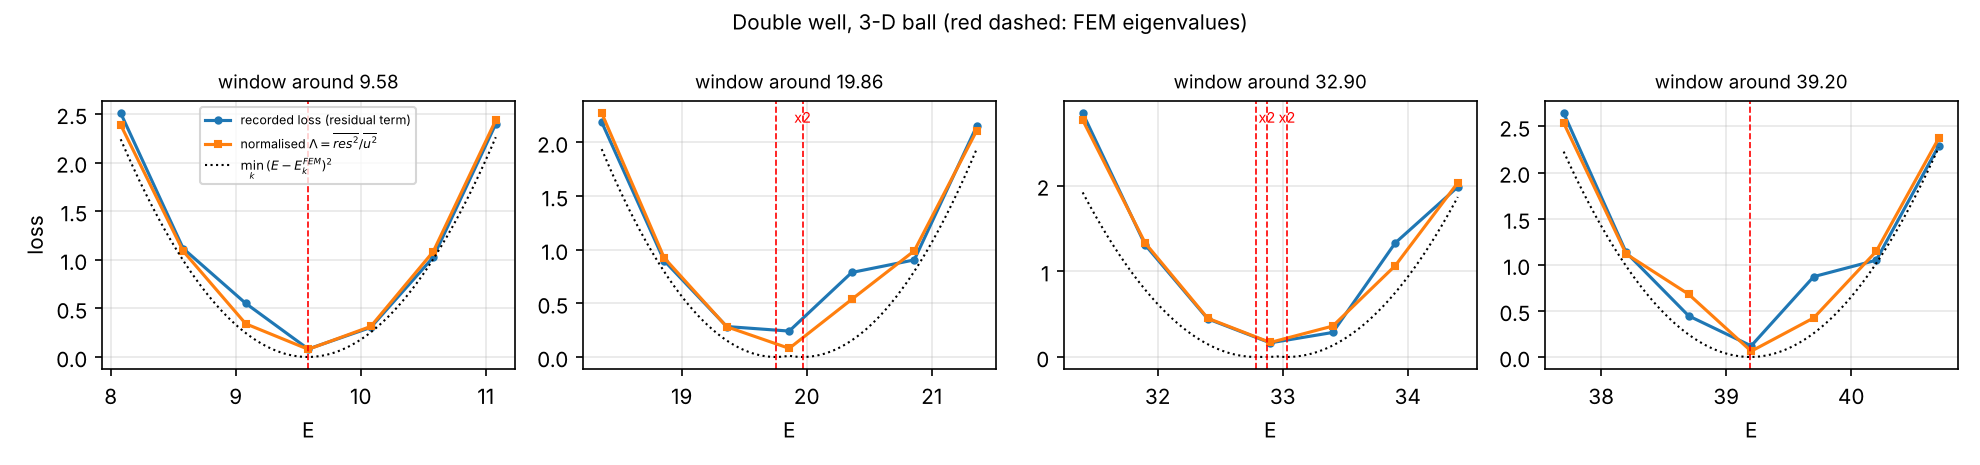 Double well, 3-D ball (red dashed: FEM eigenvalues)
window around 9.58
window around 19.86
window around 32.90
window around 39.20
loss
2.5
2.0
1.5
1.0
0.5
0.0
8
9
10
11
E
recorded loss (residual term)
normalised Λ = res²/u²
min (E − E_k^FEM)²
k
2.0
1.5
1.0
0.5
0.0
19
20
21
E
x2
2
1
0
32
33
34
E
x2 x2
2.5
2.0
1.5
1.0
0.5
0.0
38
39
40
E